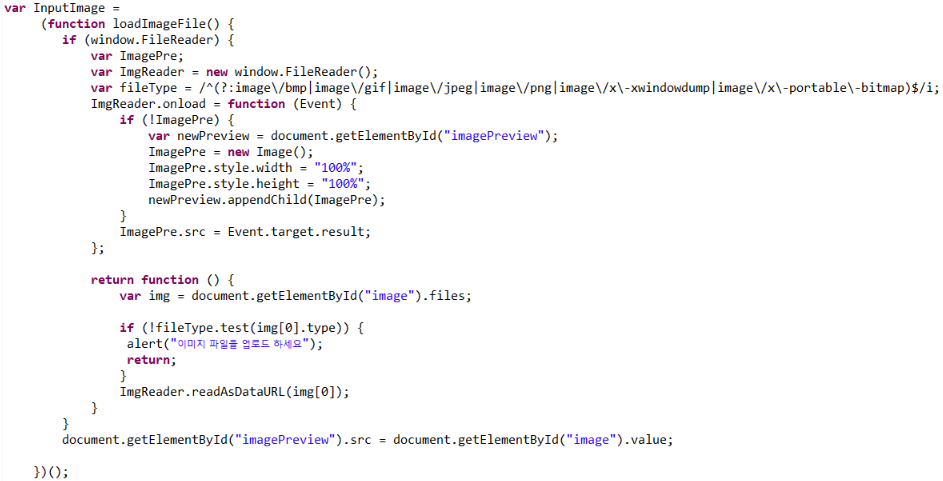 var InputImage =
(function loadImageFile() {
if (window.FileReader) {
var ImagePre;
var ImgReader = new window.FileReader();
var fileType = /^(?:image\/bmp|image\/gif|image\/jpeg|image\/png|image\/x\-xwindowdump|image\/x\-portable\-bitmap)$/i;
ImgReader.onload = function (Event) {
if (!ImagePre) {
var newPreview = document.getElementById("imagePreview");
ImagePre = new Image();
ImagePre.style.width = "100%";
ImagePre.style.height = "100%";
newPreview.appendChild(ImagePre);
}
ImagePre.src = Event.target.result;
};
return function () {
var img = document.getElementById("image").files;
if (!fileType.test(img[0].type)) {
alert("이미지 파일을 업로드 하세요");
return;
}
ImgReader.readAsDataURL(img[0]);
}
}
document.getElementById("imagePreview").src = document.getElementById("image").value;
})();